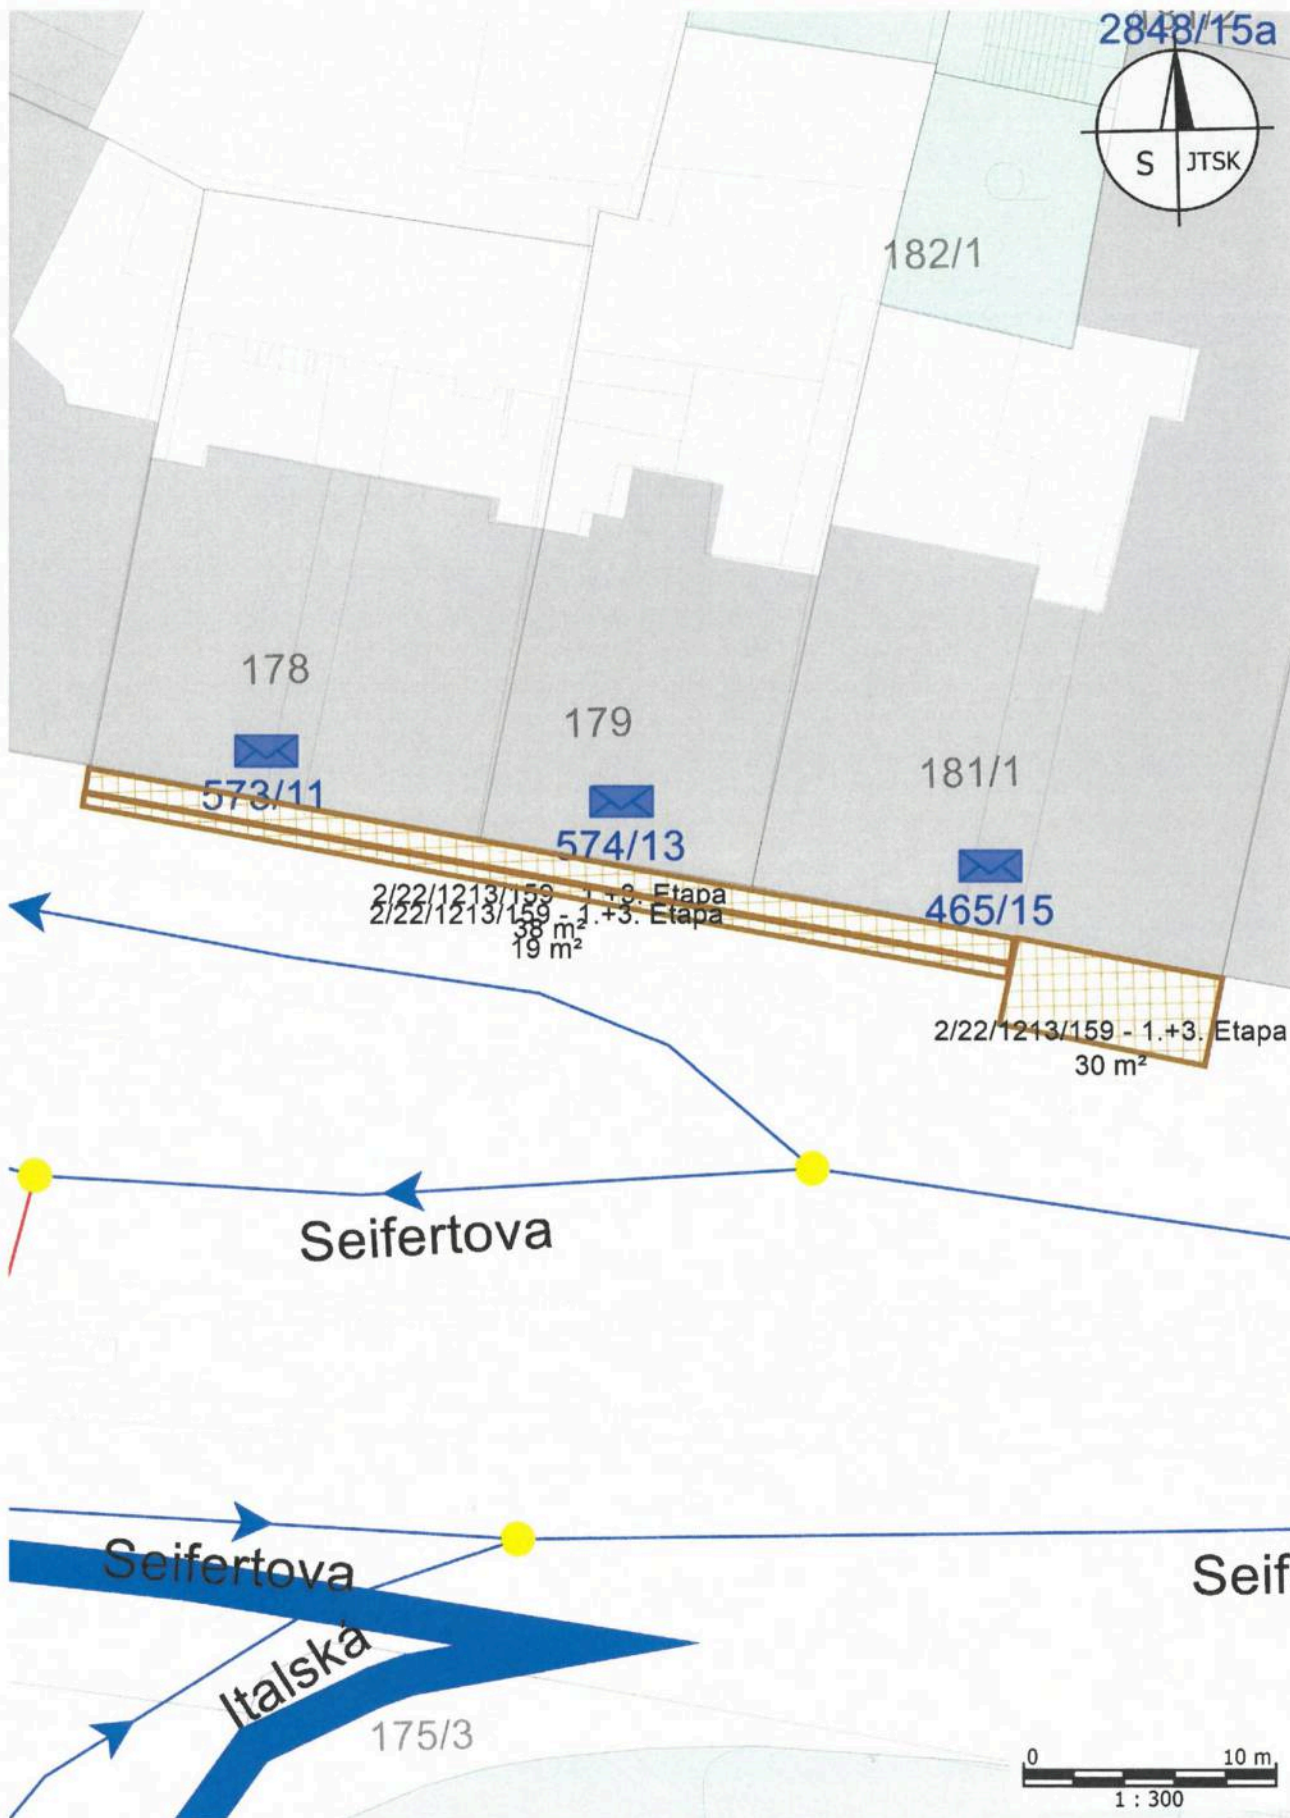 2848/15a
S JTSK
182/1
178
179
181/1
573/11
574/13
465/15
2/22/1213/159 - 1.+3. Etapa
2/22/1213/159 - 1.+3. Etapa
38 m²
19 m²
2/22/1213/159 - 1.+3. Etapa
30 m²
Seifertova
Seifertova
Seif
Italská
175/3
0 10 m
1 : 300